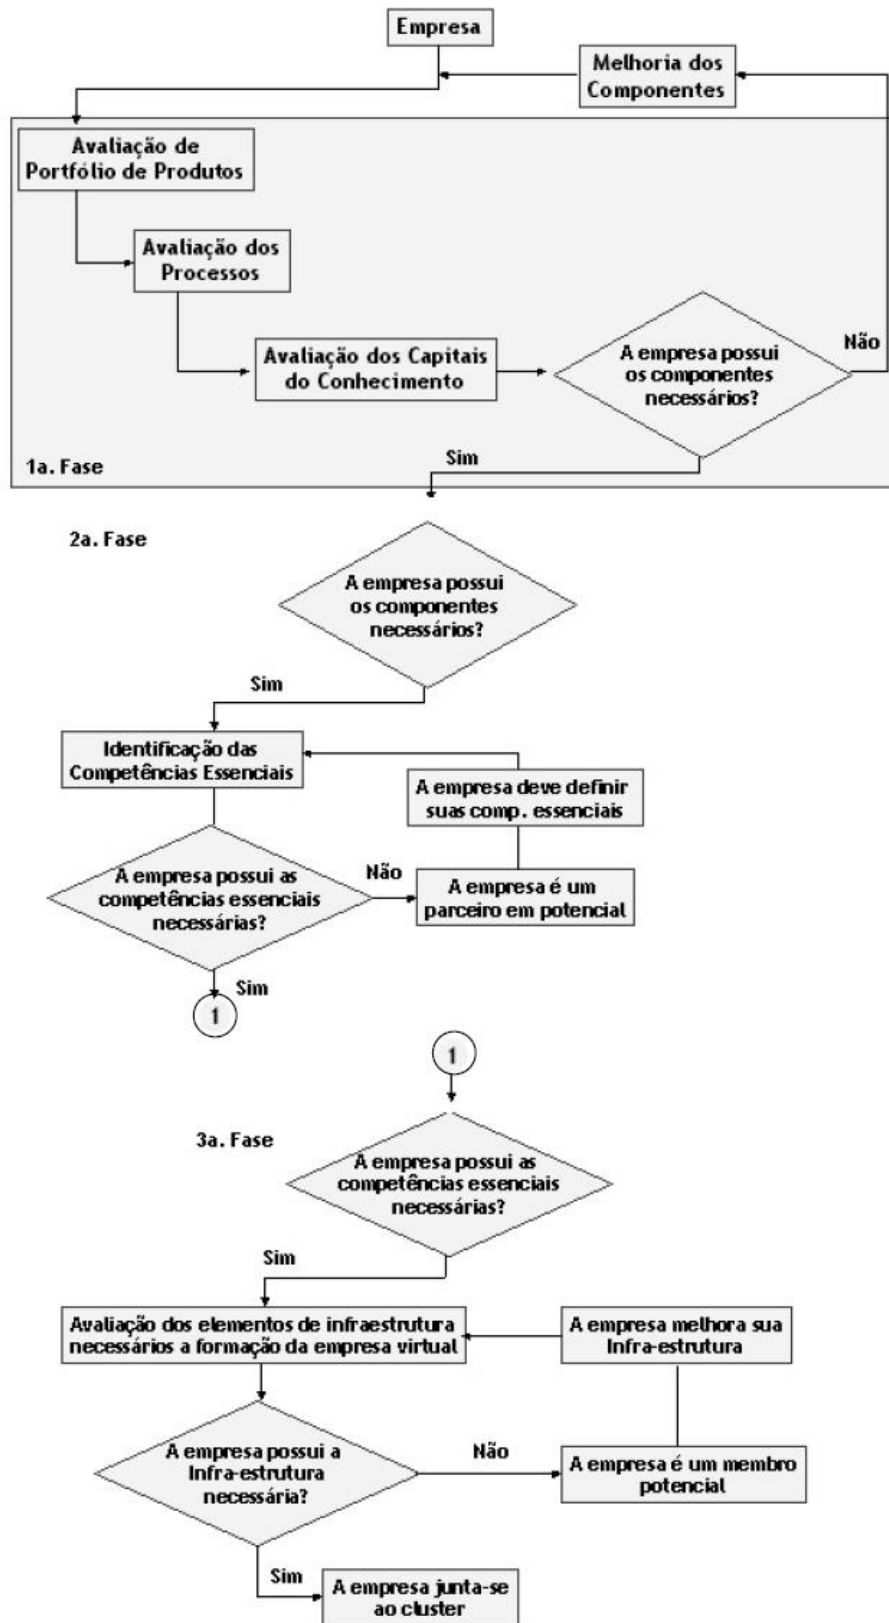 Empresa
Melhoria dos
Componentes
Avaliação de
Portfólio de Produtos
Avaliação dos
Processos
Avaliação dos Capitais
do Conhecimento
A empresa possui
os componentes
necessários?
Não
Sim
1a. Fase
2a. Fase
A empresa possui
os componentes
necessários?
Sim
Identificação das
Competências Essenciais
A empresa deve definir
suas comp. essenciais
A empresa possui as
competências essenciais
necessárias?
Não
A empresa é um
parceiro em potencial
Sim
1
1
3a. Fase
A empresa possui as
competências essenciais
necessárias?
Sim
Avaliação dos elementos de infraestrutura
necessários a formação da empresa virtual
A empresa melhora sua
Infra-estrutura
A empresa possui a
Infra-estrutura
necessária?
Não
A empresa é um membro
potencial
Sim
A empresa junta-se
ao cluster